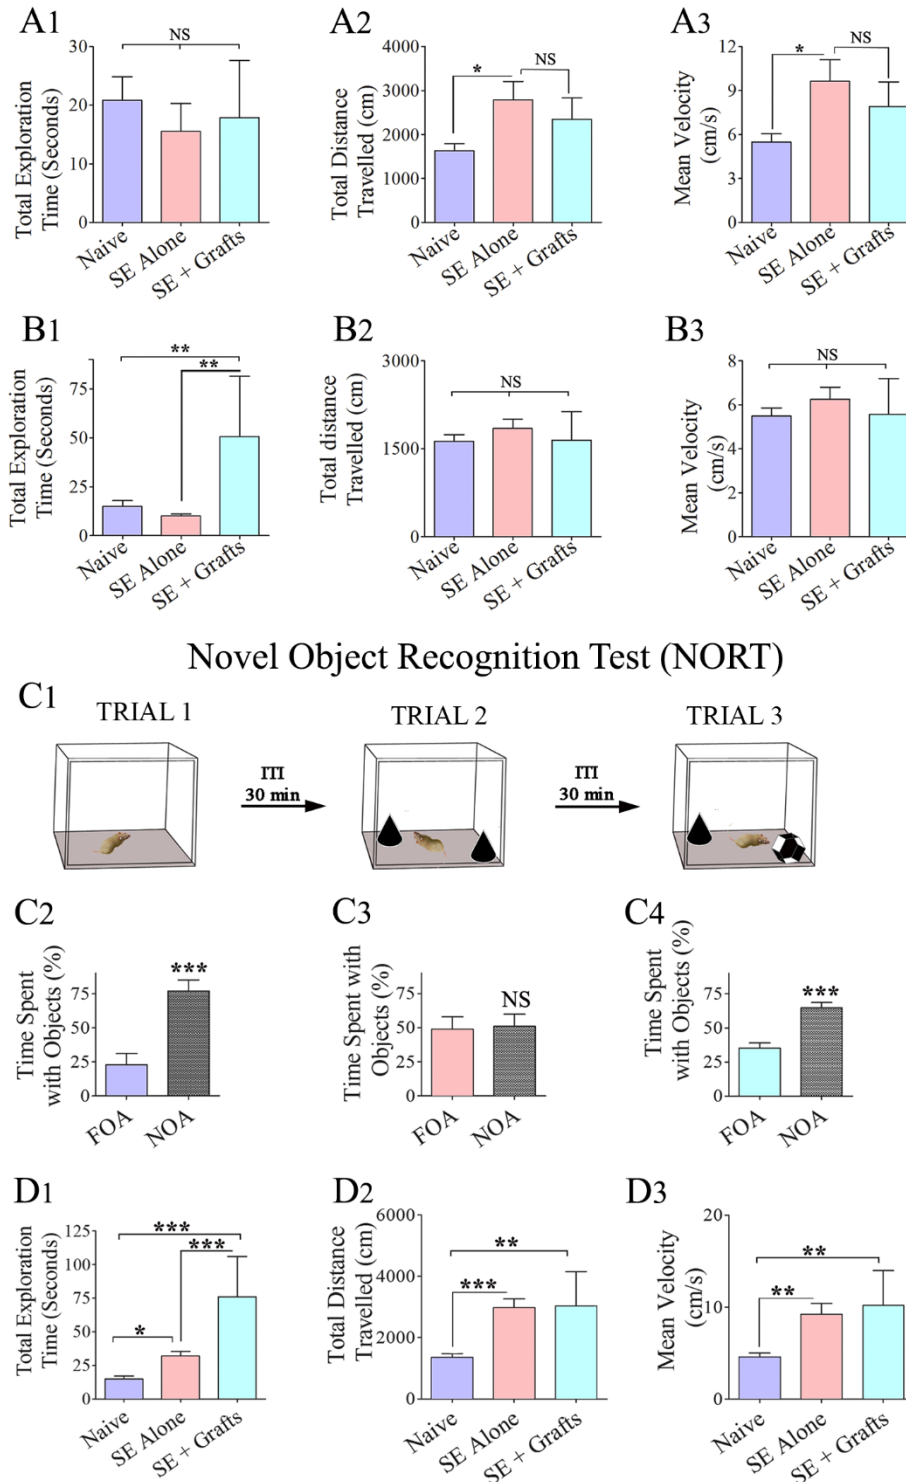 A1
NS
Total Exploration
Time (Seconds)
30
20
10
0
Naive
SE Alone
SE + Grafts
A2
NS
*
Total Distance
Travelled (cm)
4000
3000
2000
1000
0
Naive
SE Alone
SE + Grafts
A3
NS
*
Mean Velocity
(cm/s)
12
9
6
3
0
Naive
SE Alone
SE + Grafts
B1
**
**
Total Exploration
Time (Seconds)
75
50
25
0
Naive
SE Alone
SE + Grafts
B2
NS
Total distance
Travelled (cm)
3000
1500
0
Naive
SE Alone
SE + Grafts
B3
NS
Mean Velocity
(cm/s)
8
6
4
2
0
Naive
SE Alone
SE + Grafts
Novel Object Recognition Test (NORT)
C1
TRIAL 1
TRIAL 2
TRIAL 3
ITI
30 min
ITI
30 min
C2
Time Spent
with Objects (%)
75
50
25
0
***
FOA
NOA
C3
Time Spent with
Objects (%)
75
50
25
0
NS
FOA
NOA
C4
Time Spent
with Objects (%)
75
50
25
0
***
FOA
NOA
D1
***
***
*
Total Exploration
Time (Seconds)
125
100
75
50
25
0
Naive
SE Alone
SE + Grafts
D2
**
***
Total Distance
Travelled (cm)
6000
4000
2000
0
Naive
SE Alone
SE + Grafts
D3
**
**
Mean Velocity
(cm/s)
20
10
0
Naive
SE Alone
SE + Grafts